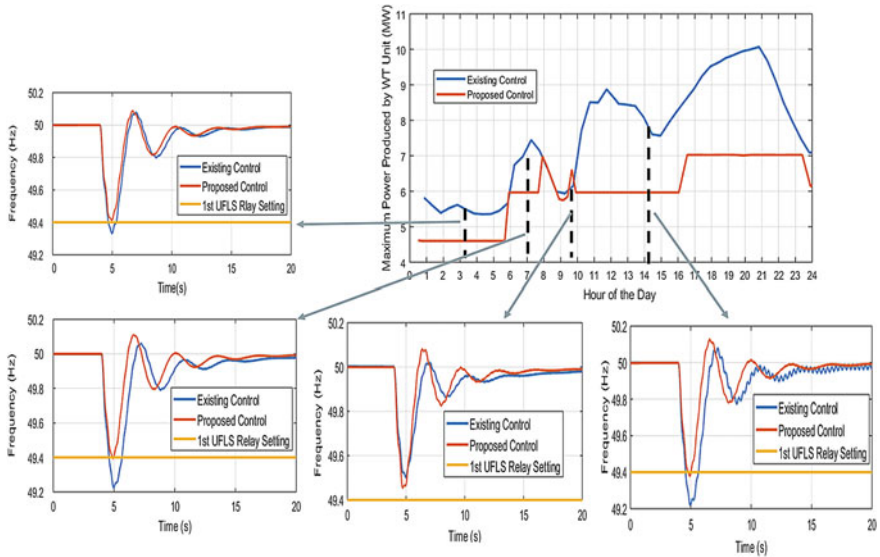 Maximum Power Produced by WT Unit (MW)
11
10
9
8
7
6
5
4
Existing Control
Proposed Control
0 1 2 3 4 5 6 7 8 9 10 11 12 13 14 15 16 17 18 19 20 21 22 23 24
Hour of the Day
Frequency (Hz)
50.2
50
49.8
49.6
49.4
49.2
Existing Control
Proposed Control
1st UFLS Rlay Setting
0 5 10 15 20
Time(s)
Frequency (Hz)
50.2
50
49.8
49.6
49.4
49.2
Existing Control
Proposed Control
1st UFLS Relay Setting
0 5 10 15 20
Time (s)
Frequency (Hz)
50.2
50
49.8
49.6
49.4
Existing Control
Proposed Control
1st UFLS Relay Setting
0 5 10 15 20
Time (s)
Frequency (Hz)
50.2
50
49.8
49.6
49.4
49.2
Existing Control
Proposed Control
1st UFLS Relay Setting
0 5 10 15 20
Time (s)